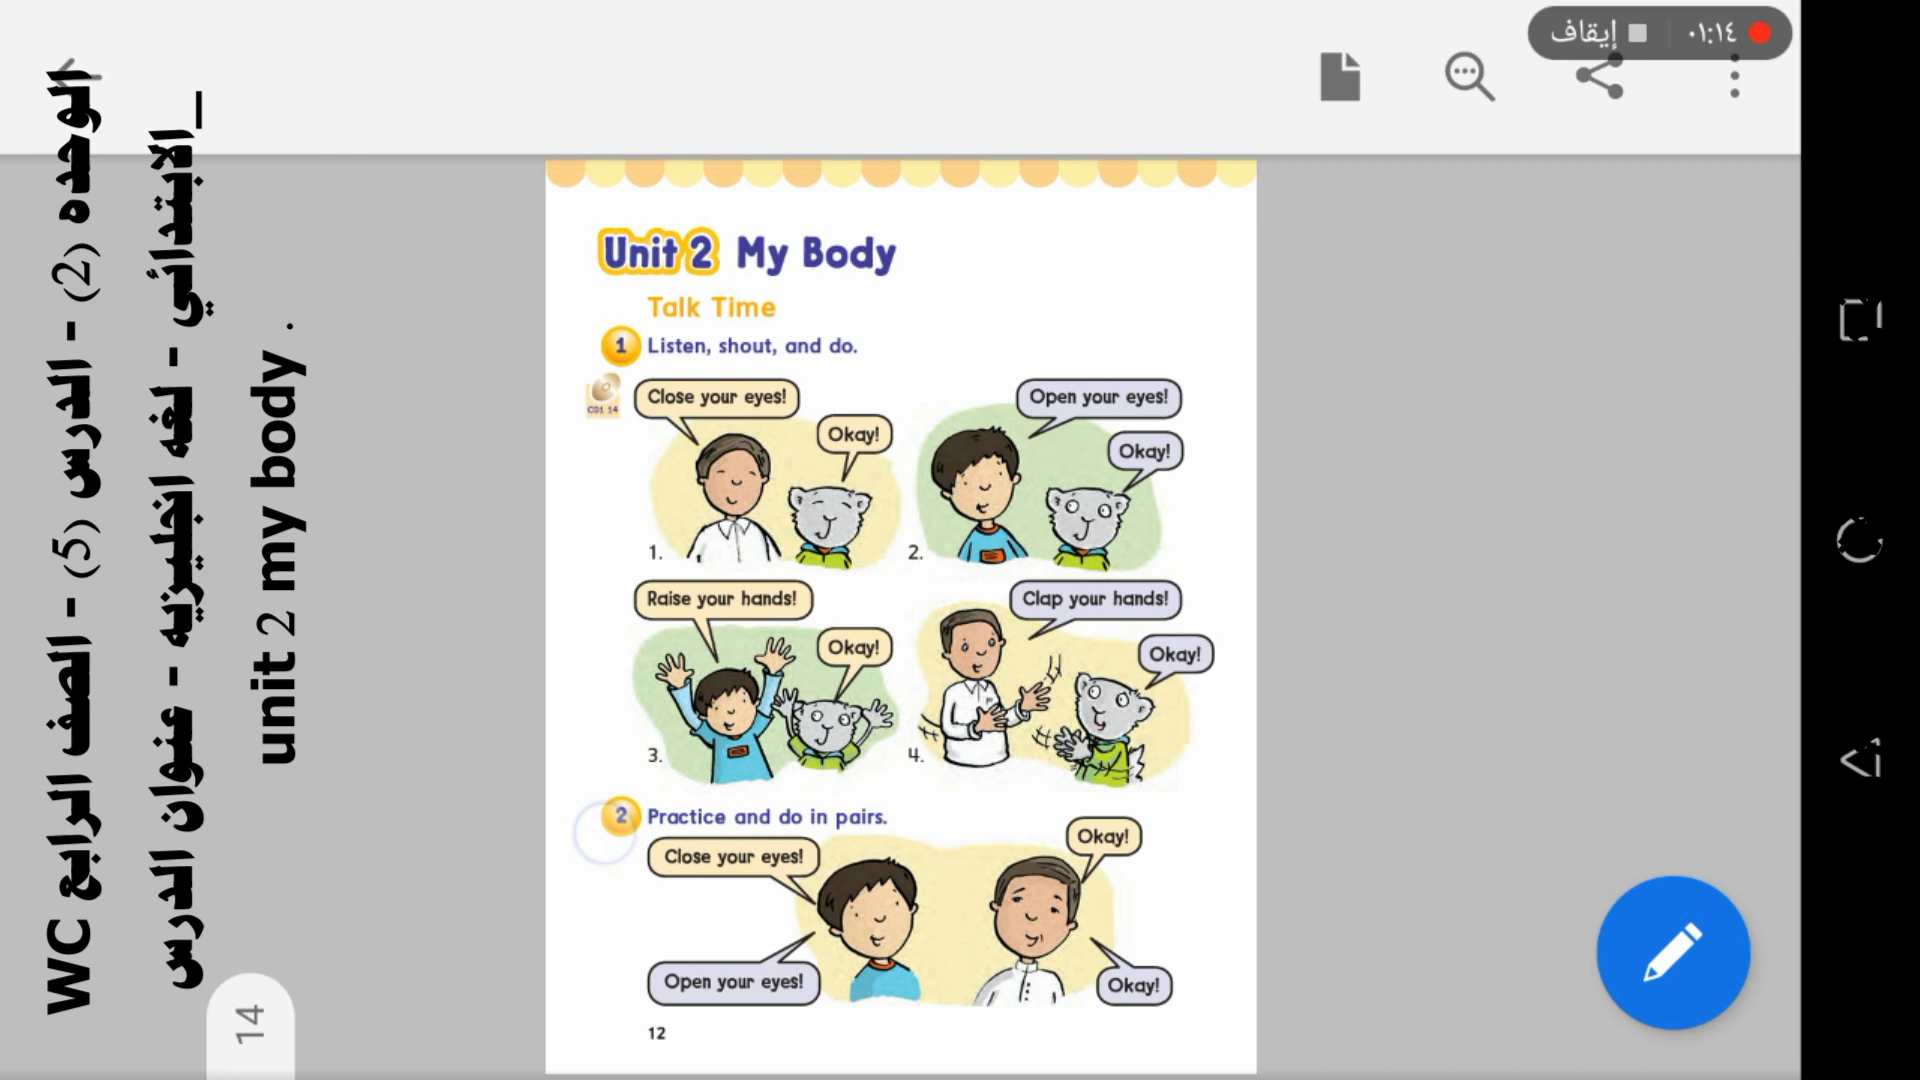 ٠١:١٤ إيقاف
WC الوحده (2) - الدرس (5) - الصف الرابع
الابتدائي - لغه انجليزيه - عنوان الدرس_
unit 2 my body .
14
Unit 2 My Body
Talk Time
1 Listen, shout, and do.
CD1 14
Close your eyes!
Okay!
1.
Open your eyes!
Okay!
2.
Raise your hands!
Okay!
3.
Clap your hands!
Okay!
4.
2 Practice and do in pairs.
Close your eyes!
Okay!
Open your eyes!
Okay!
12